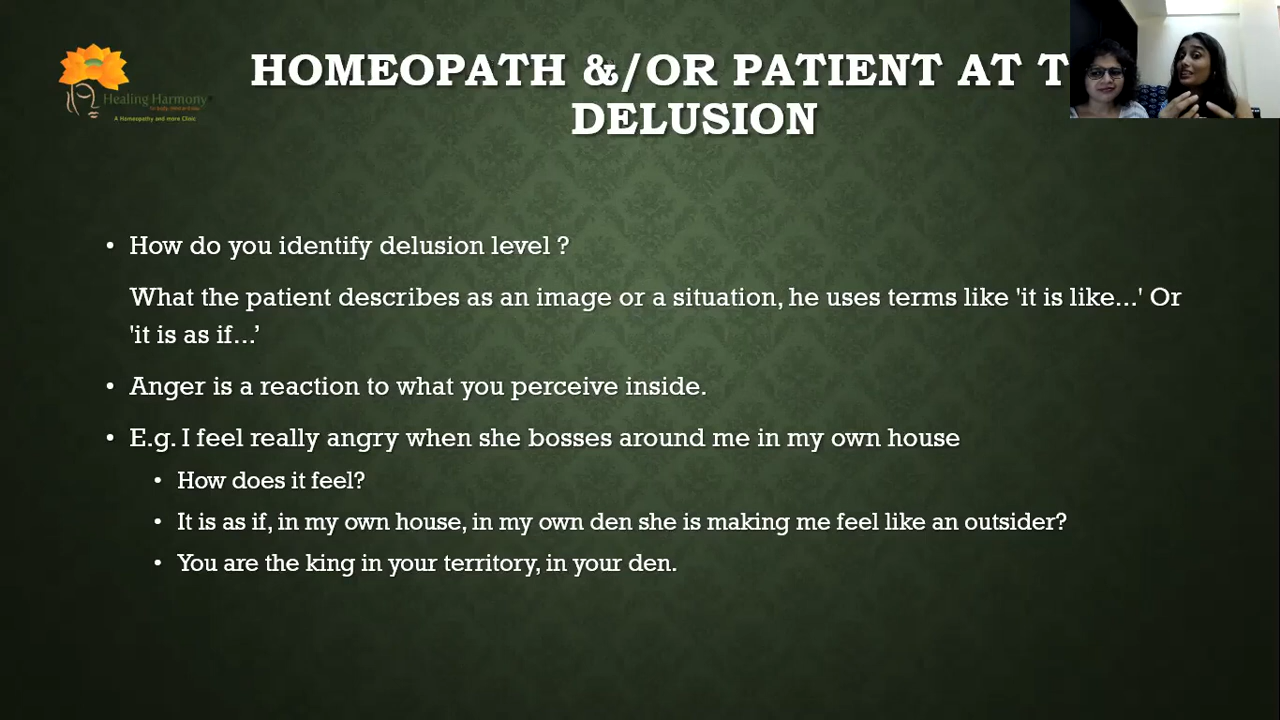 Healing Harmony
A Homeopathy and more Clinic
HOMEOPATH &/OR PATIENT AT T
DELUSION
• How do you identify delusion level ?
What the patient describes as an image or a situation, he uses terms like 'it is like...' Or
'it is as if...’
• Anger is a reaction to what you perceive inside.
• E.g. I feel really angry when she bosses around me in my own house
• How does it feel?
• It is as if, in my own house, in my own den she is making me feel like an outsider?
• You are the king in your territory, in your den.